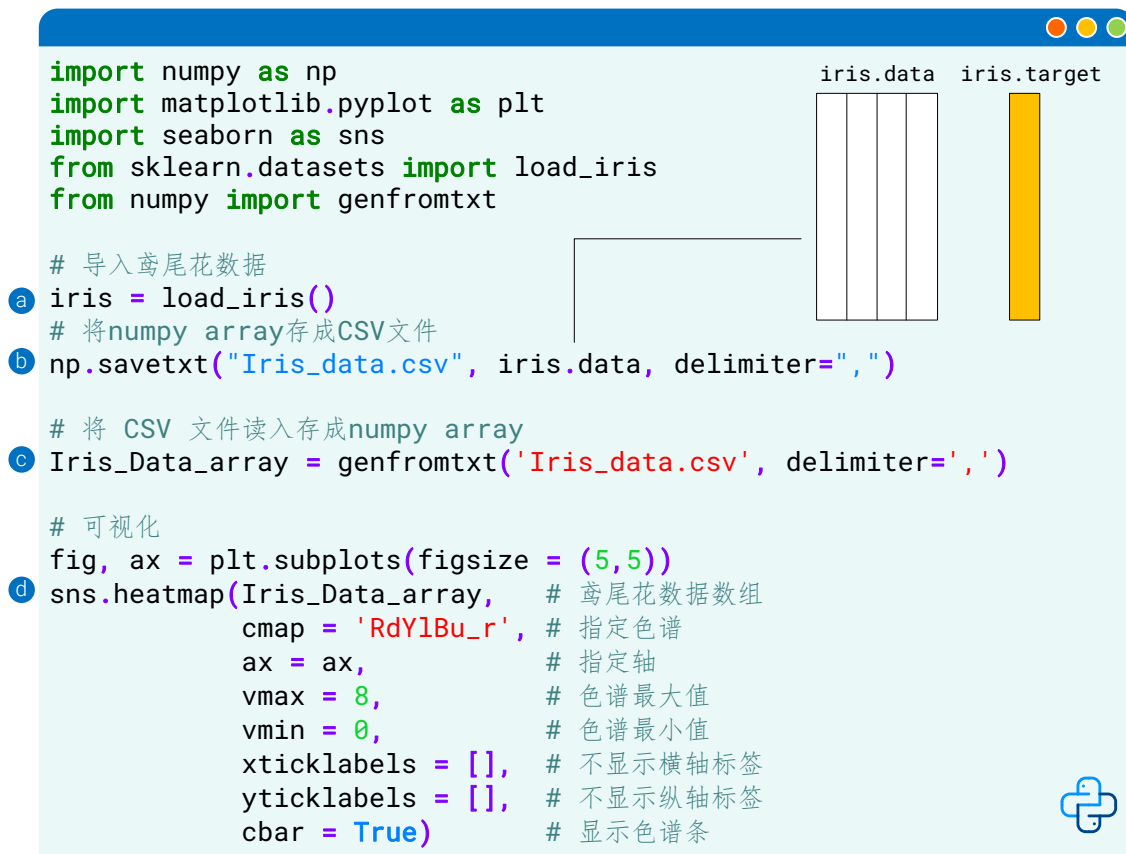 import numpy as np
import matplotlib.pyplot as plt
import seaborn as sns
from sklearn.datasets import load_iris
from numpy import genfromtxt
iris.data iris.target
# 导入鸢尾花数据
a iris = load_iris()
# 将numpy array存成CSV文件
b np.savetxt("Iris_data.csv", iris.data, delimiter=",")
# 将 CSV 文件读入存成numpy array
c Iris_Data_array = genfromtxt('Iris_data.csv', delimiter=',')
# 可视化
fig, ax = plt.subplots(figsize = (5,5))
d sns.heatmap(Iris_Data_array, # 鸢尾花数据数组
cmap = 'RdYlBu_r', # 指定色谱
ax = ax, # 指定轴
vmax = 8, # 色谱最大值
vmin = 0, # 色谱最小值
xticklabels = [], # 不显示横轴标签
yticklabels = [], # 不显示纵轴标签
cbar = True) # 显示色谱条